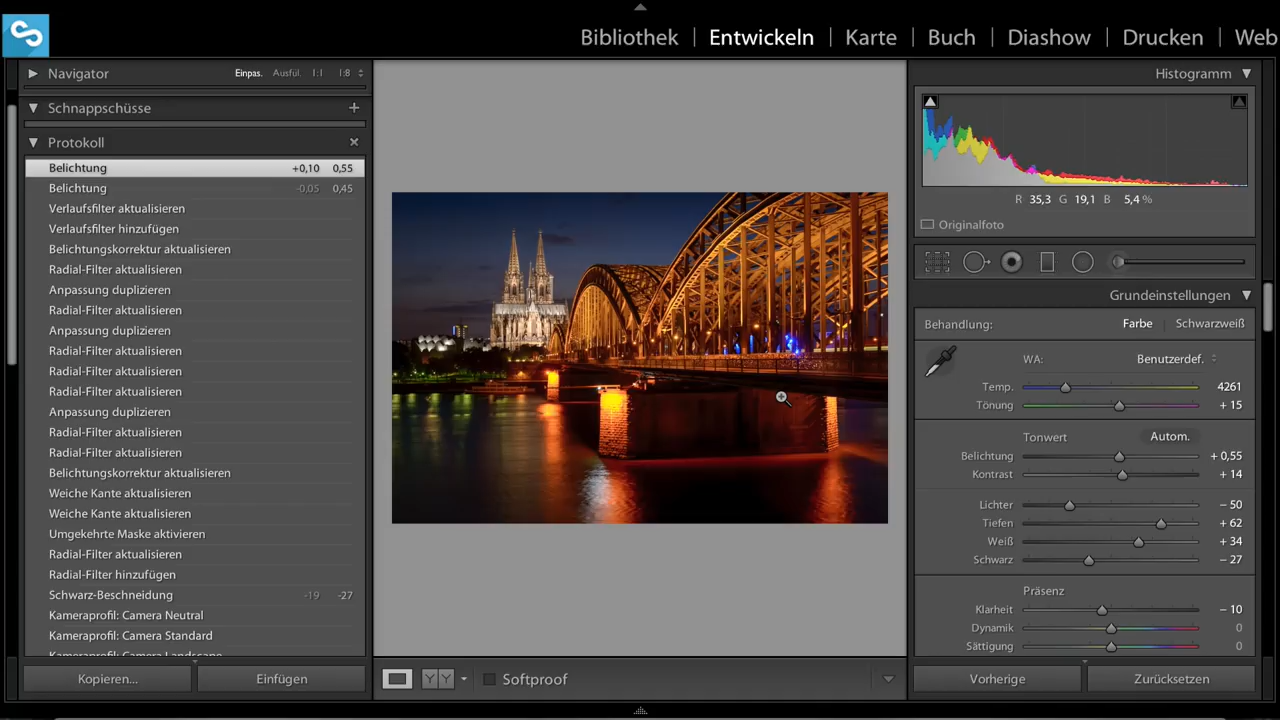 Bibliothek | Entwickeln | Karte | Buch | Diashow | Drucken | Web
Navigator Einpas. Ausfül. 1:1 1:8
Schnappschüsse +
Protokoll
Belichtung +0,10 0,55
Belichtung -0,05 0,45
Verlaufsfilter aktualisieren
Verlaufsfilter hinzufügen
Belichtungskorrektur aktualisieren
Radial-Filter aktualisieren
Anpassung duplizieren
Radial-Filter aktualisieren
Anpassung duplizieren
Radial-Filter aktualisieren
Radial-Filter aktualisieren
Radial-Filter aktualisieren
Anpassung duplizieren
Radial-Filter aktualisieren
Radial-Filter aktualisieren
Belichtungskorrektur aktualisieren
Weiche Kante aktualisieren
Weiche Kante aktualisieren
Umgekehrte Maske aktivieren
Radial-Filter aktualisieren
Radial-Filter hinzufügen
Schwarz-Beschneidung -19 -27
Kameraprofil: Camera Neutral
Kameraprofil: Camera Standard
Kameraprofil: Camera Landscape
Kopieren... Einfügen
YY Softproof
Histogramm
R 35,3 G 19,1 B 5,4 %
Originalfoto
Grundeinstellungen
Behandlung: Farbe | Schwarzweiß
WA: Benutzerdef.
Temp. 4261
Tönung + 15
Tonwert Autom.
Belichtung + 0,55
Kontrast + 14
Lichter − 50
Tiefen + 62
Weiß + 34
Schwarz − 27
Präsenz
Klarheit − 10
Dynamik 0
Sättigung 0
Vorherige Zurücksetzen